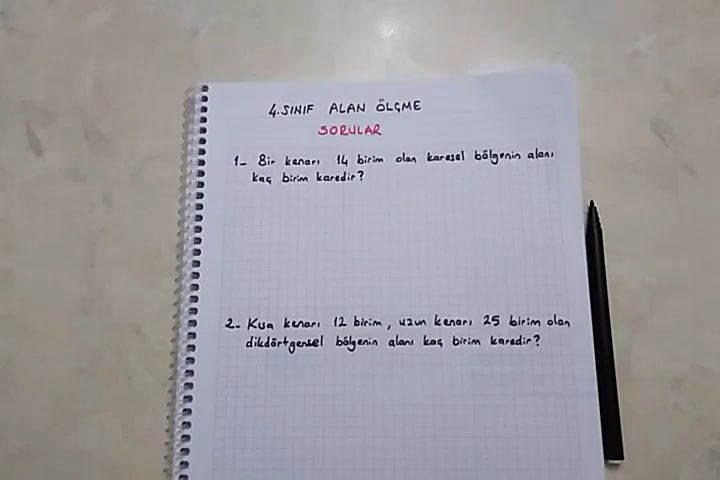 4.SINIF ALAN ÖLÇME
SORULAR
1- Bir kenarı 14 birim olan karesel bölgenin alanı
kaç birim karedir?
2- Kısa kenarı 12 birim, uzun kenarı 25 birim olan
dikdörtgensel bölgenin alanı kaç birim karedir?